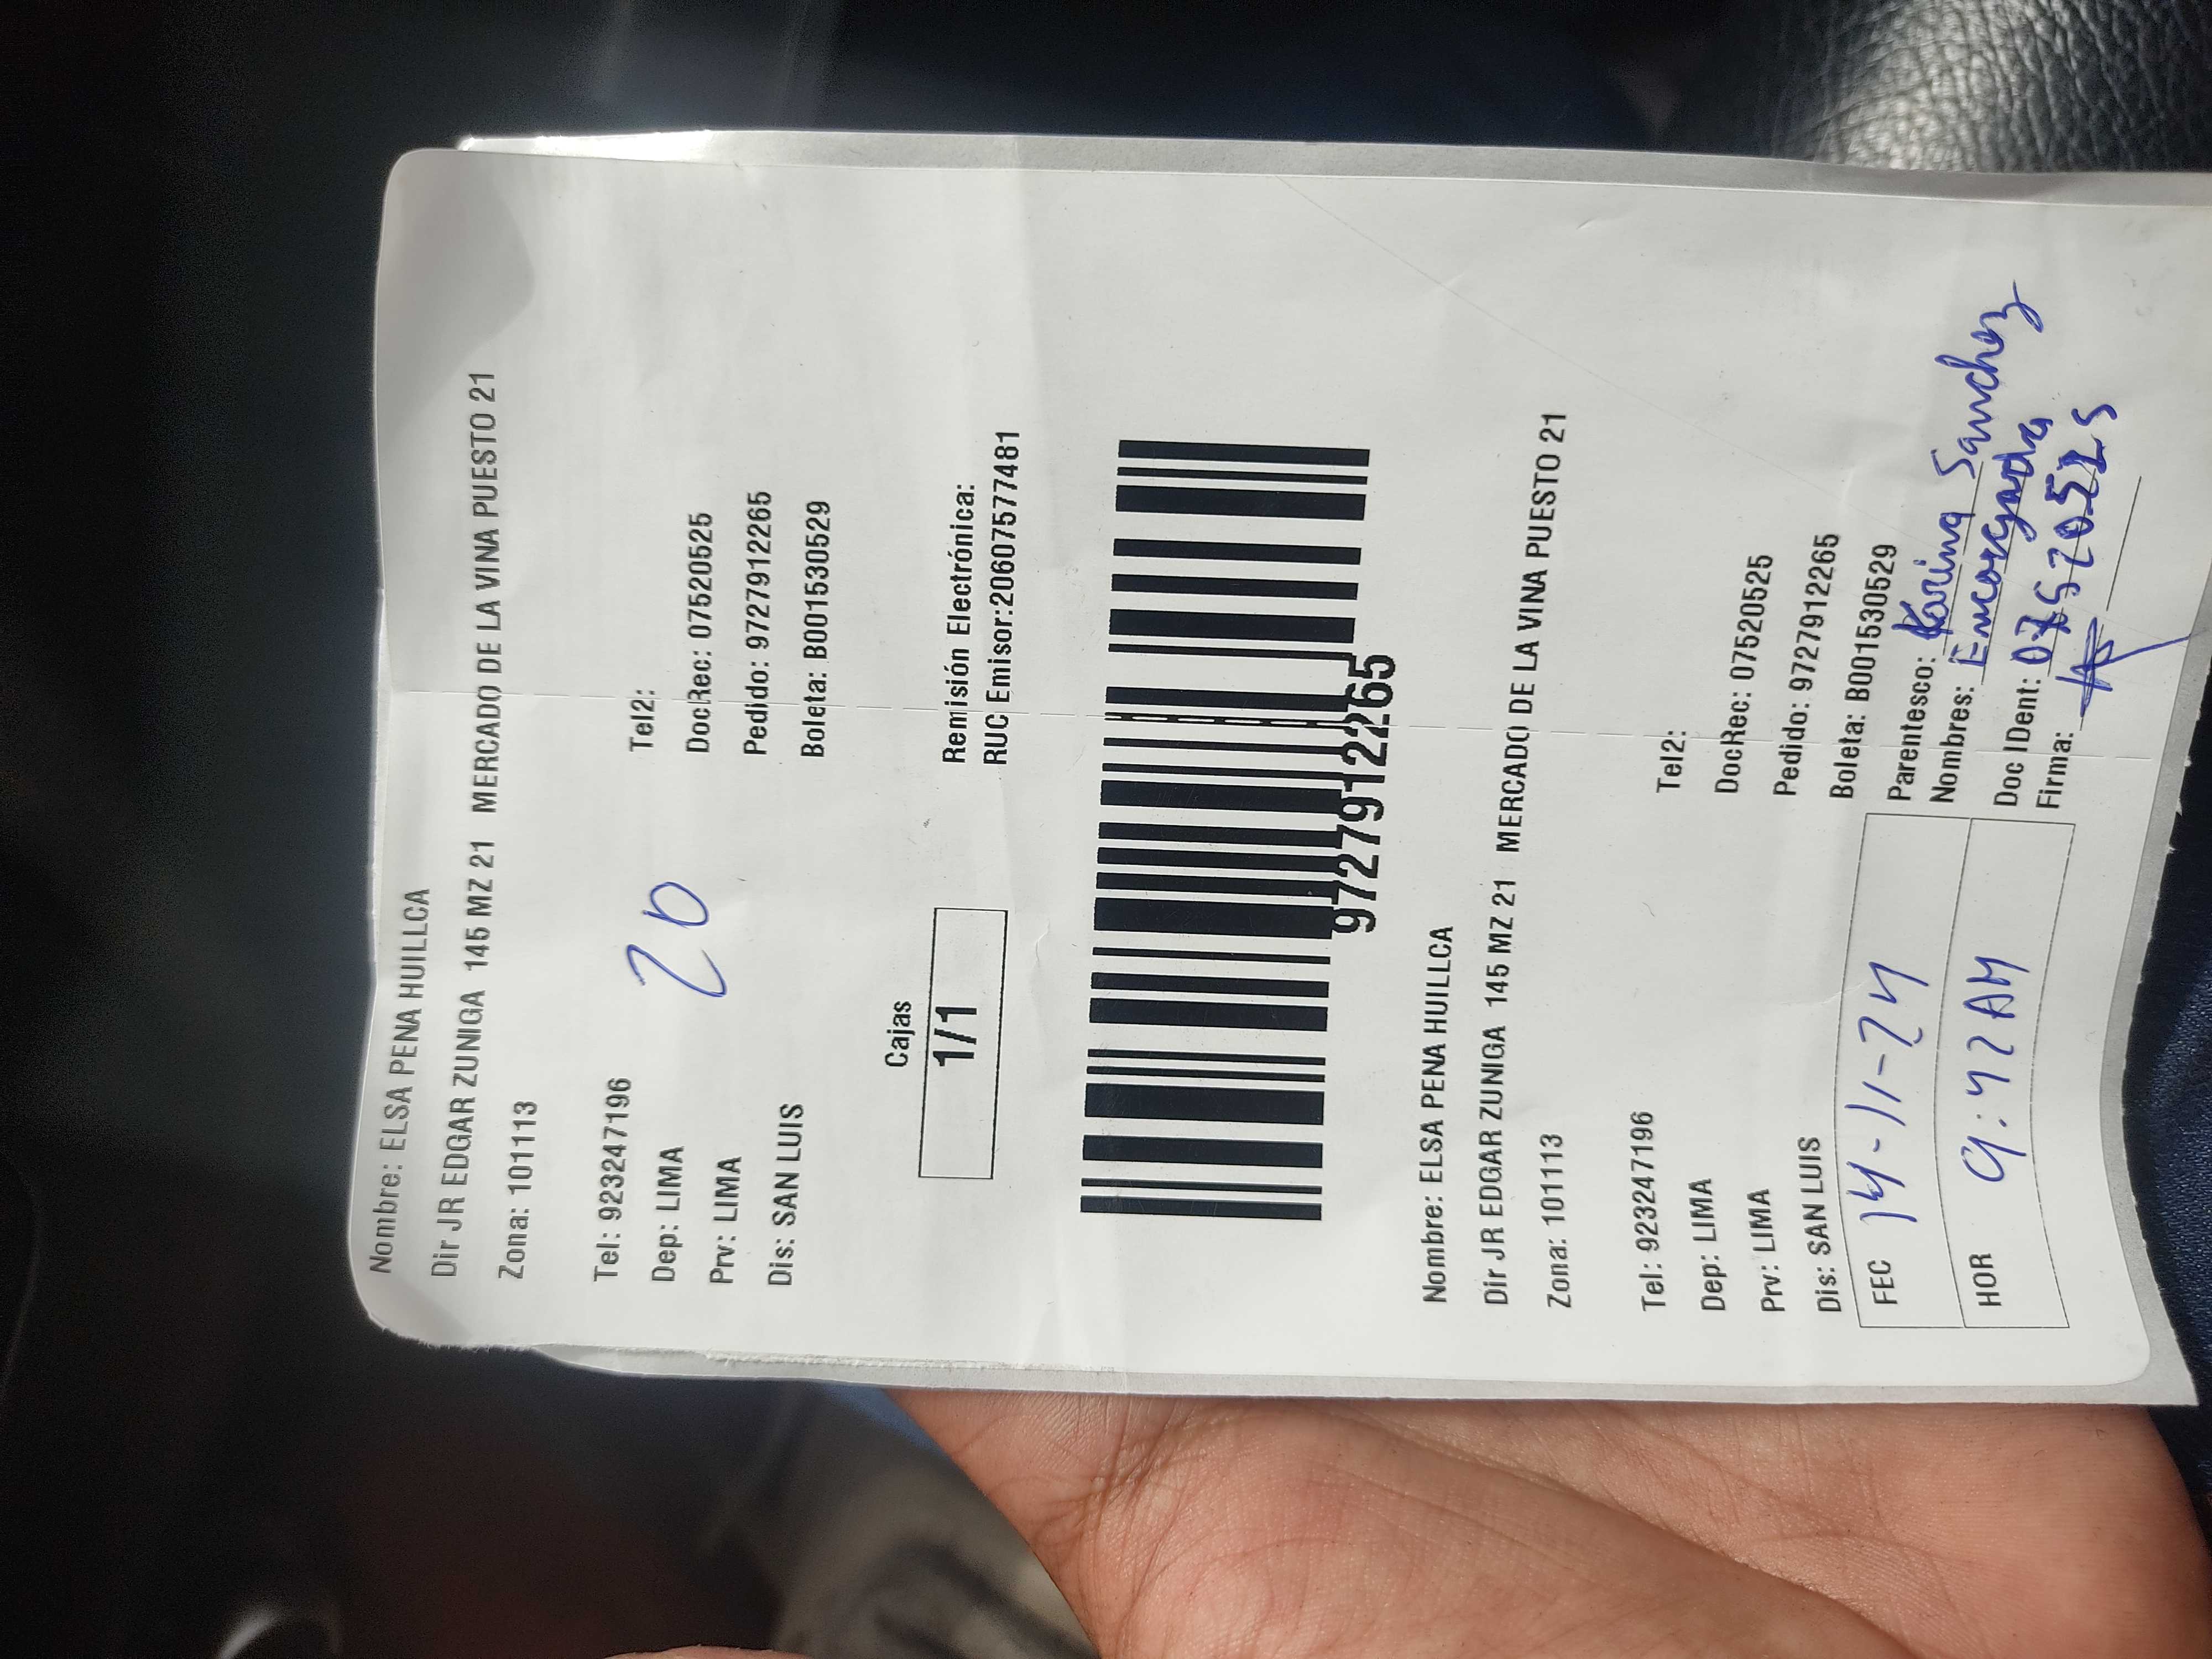 Nombre: ELSA PENA HUILLCA
Dir JR EDGAR ZUNIGA 145 MZ 21 MERCADO DE LA VINA PUESTO 21
Zona: 101113
Tel: 923247196 Tel2:
Dep: LIMA DocRec: 07520525
Prv: LIMA Pedido: 9727912265
Dis: SAN LUIS Boleta: B001530529
20
Cajas
1/1
Remisión Electrónica:
RUC Emisor:20607577481
9727912265
Nombre: ELSA PENA HUILLCA
Dir JR EDGAR ZUNIGA 145 MZ 21 MERCADO DE LA VINA PUESTO 21
Zona: 101113
Tel: 923247196 Tel2:
Dep: LIMA DocRec: 07520525
Prv: LIMA Pedido: 9727912265
Dis: SAN LUIS Boleta: B001530529
FEC 14-11-24
HOR 9:42AM
Parentesco: Karina Sanchez
Nombres: Encargada
Doc IDent: 07520525
Firma: